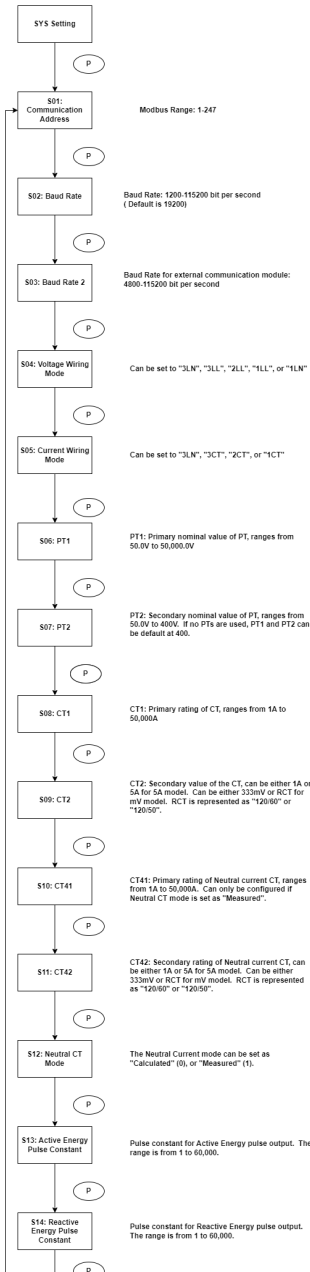 SYS Setting
P
S01:
Communication
Address
Modbus Range: 1-247
P
S02: Baud Rate
Baud Rate: 1200-115200 bit per second
( Default is 19200)
P
S03: Baud Rate 2
Baud Rate for external communication module:
4800-115200 bit per second
P
S04: Voltage Wiring
Mode
Can be set to "3LN", "3LL", "2LL", "1LL", or "1LN"
P
S05: Current Wiring
Mode
Can be set to "3LN", "3CT", "2CT", or "1CT"
P
S06: PT1
PT1: Primary nominal value of PT, ranges from
50.0V to 50,000.0V
P
S07: PT2
PT2: Secondary nominal value of PT, ranges from
50.0V to 400V. If no PTs are used, PT1 and PT2 can
be default at 400.
P
S08: CT1
CT1: Primary rating of CT, ranges from 1A to
50,000A
P
S09: CT2
CT2: Secondary value of the CT, can be either 1A or
5A for 5A model. Can be either 333mV or RCT for
mV model. RCT is represented as "120/60" or
"120/50".
P
S10: CT41
CT41: Primary rating of Neutral current CT, ranges
from 1A to 50,000A. Can only be configured if
Neutral CT mode is set as "Measured".
P
S11: CT42
CT42: Secondary rating of Neutral current CT, can
be either 1A or 5A for 5A model. Can be either
333mV or RCT for mV model. RCT is represented
as "120/60" or "120/50".
P
S12: Neutral CT
Mode
The Neutral Current mode can be set as
"Calculated" (0), or "Measured" (1).
P
S13: Active Energy
Pulse Constant
Pulse constant for Active Energy pulse output. The
range is from 1 to 60,000.
P
S14: Reactive
Energy Pulse
Constant
Pulse constant for Reactive Energy pulse output.
The range is from 1 to 60,000.
P